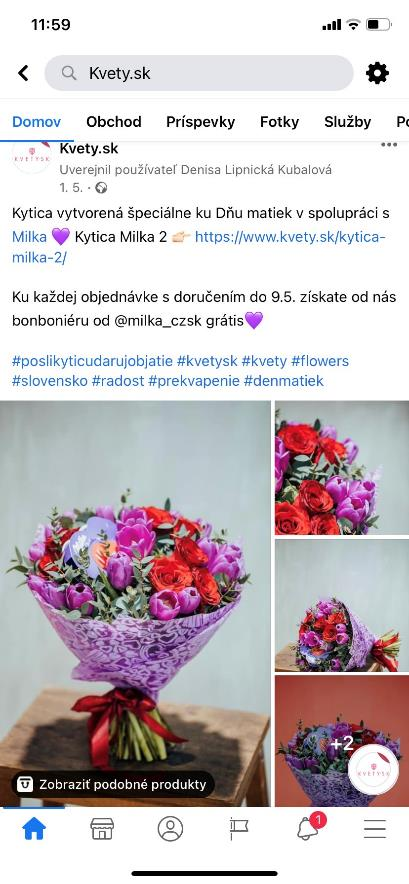 11:59
Kvety.sk
Domov Obchod Príspevky Fotky Služby
Kvety.sk
Uverejnil používateľ Denisa Lipnická Kubalová
1. 5.
Kytica vytvorená špeciálne ku Dňu matiek v spolupráci s
Milka 💜 Kytica Milka 2 👉🏻 https://www.kvety.sk/kytica-
milka-2/
Ku každej objednávke s doručením do 9.5. získate od nás
bonboniéru od @milka_czsk grátis💜
#poslikyticudarujobjatie #kvetysk #kvety #flowers
#slovensko #radost #prekvapenie #denmatiek
+2
KVETYSK
Zobraziť podobné produkty
1